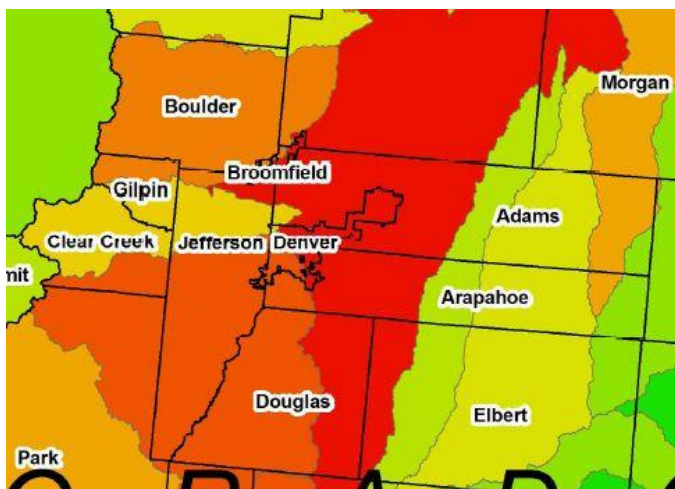 Morgan
Boulder
Broomfield
Gilpin
Adams
Clear Creek
Jefferson
Denver
mit
Arapahoe
Douglas
Elbert
Park
O R A D O